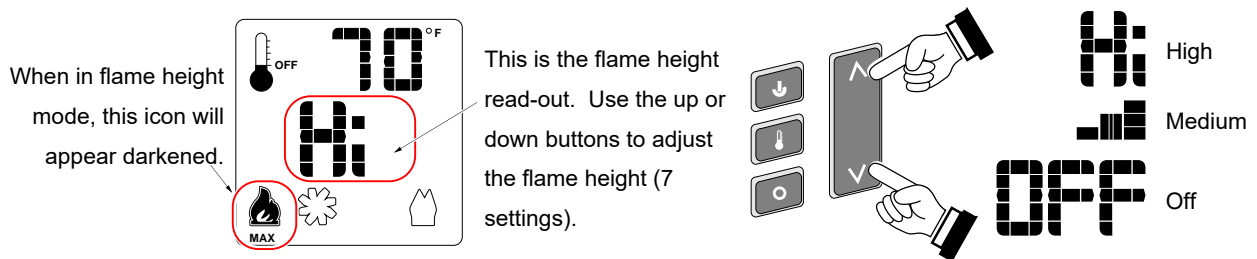 When in flame height
mode, this icon will
appear darkened.
OFF
70 °F
Hi
MAX
This is the flame height
read-out.  Use the up or
down buttons to adjust
the flame height (7
settings).
Hi High
Medium
OFF Off